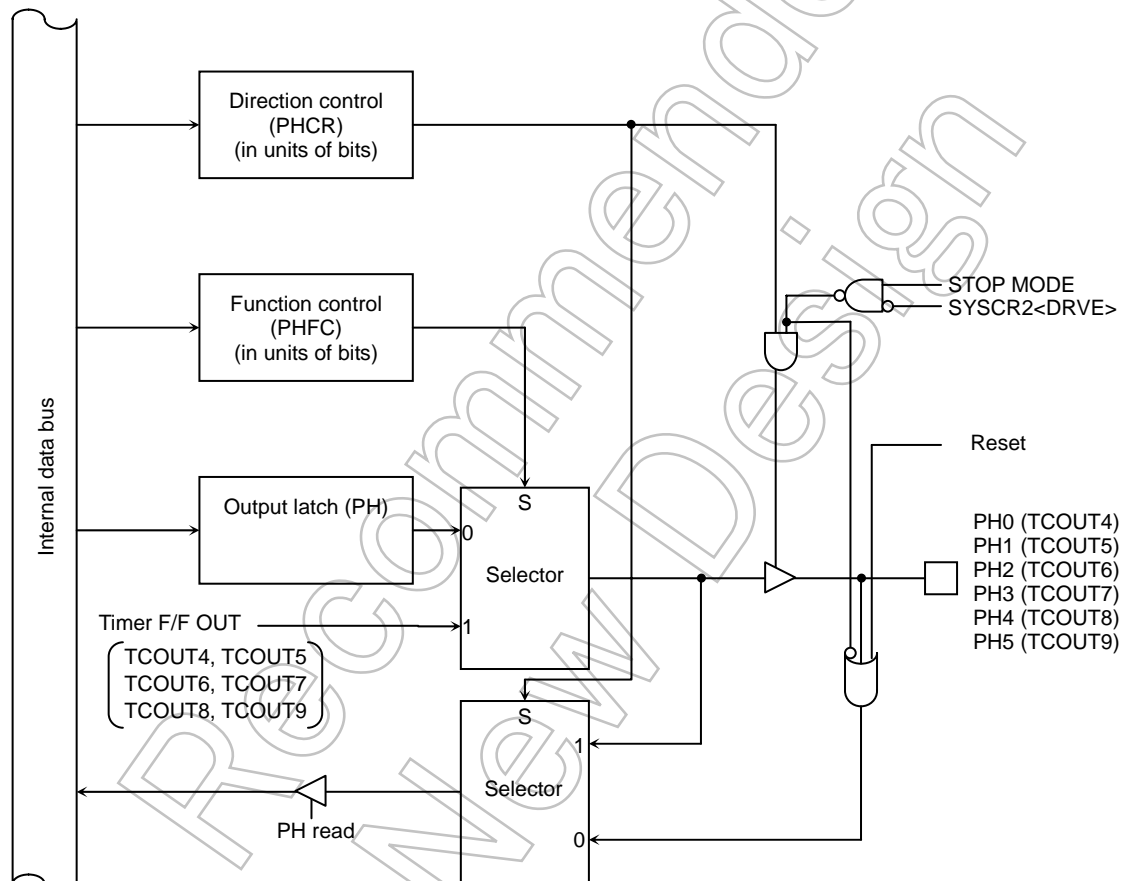 Direction control
(PHCR)
(in units of bits)
STOP MODE
SYSCR2<DRVE>
Function control
(PHFC)
(in units of bits)
Internal data bus
Reset
Output latch (PH)
S
0
Selector
1
PH0 (TCOUT4)
PH1 (TCOUT5)
PH2 (TCOUT6)
PH3 (TCOUT7)
PH4 (TCOUT8)
PH5 (TCOUT9)
Timer F/F OUT
TCOUT4, TCOUT5
TCOUT6, TCOUT7
TCOUT8, TCOUT9
S
1
Selector
0
PH read
New Design